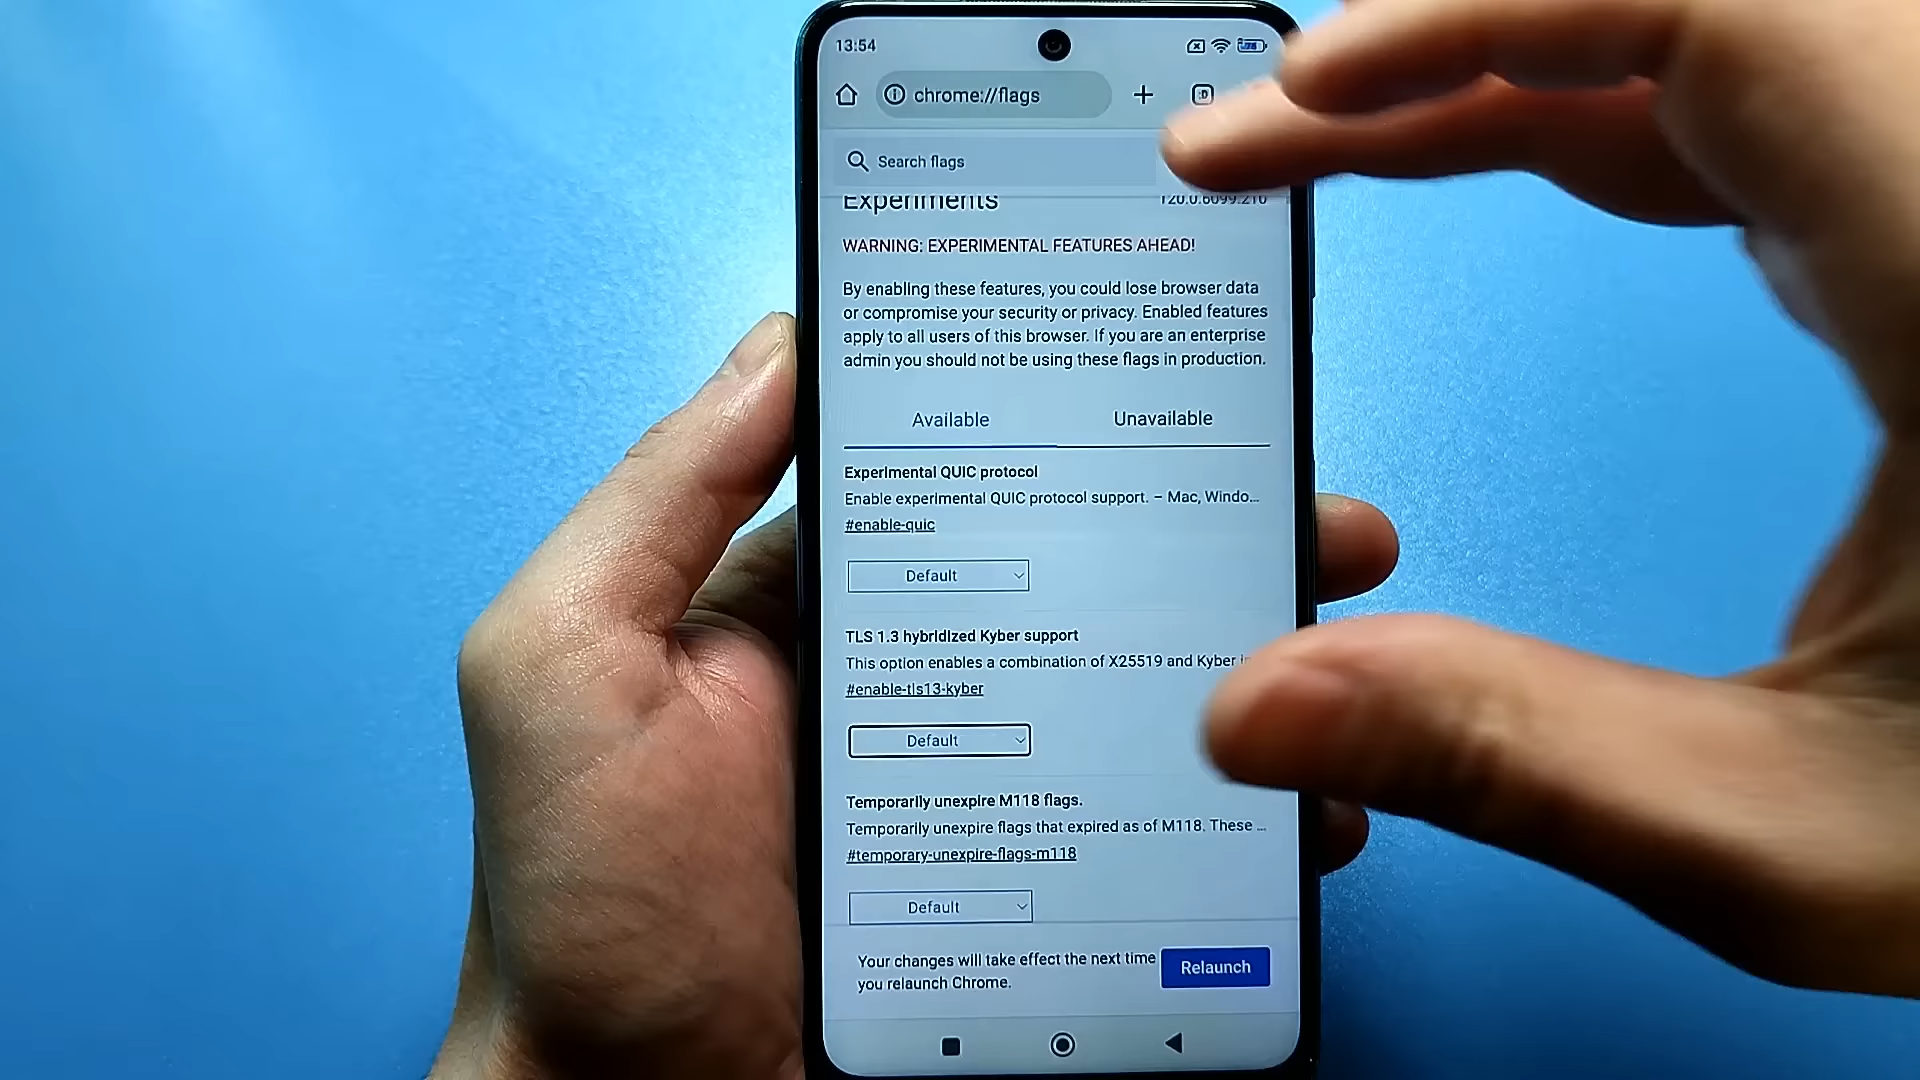 13:54
chrome://flags
:D
Search flags
Experiments
120.0.6099.210
WARNING: EXPERIMENTAL FEATURES AHEAD!
By enabling these features, you could lose browser data
or compromise your security or privacy. Enabled features
apply to all users of this browser. If you are an enterprise
admin you should not be using these flags in production.
Available
Unavailable
Experimental QUIC protocol
Enable experimental QUIC protocol support. – Mac, Windo...
#enable-quic
Default
TLS 1.3 hybridized Kyber support
This option enables a combination of X25519 and Kyber
#enable-tls13-kyber
Default
Temporarily unexpire M118 flags.
Temporarily unexpire flags that expired as of M118. These ...
#temporary-unexpire-flags-m118
Default
Your changes will take effect the next time
you relaunch Chrome.
Relaunch